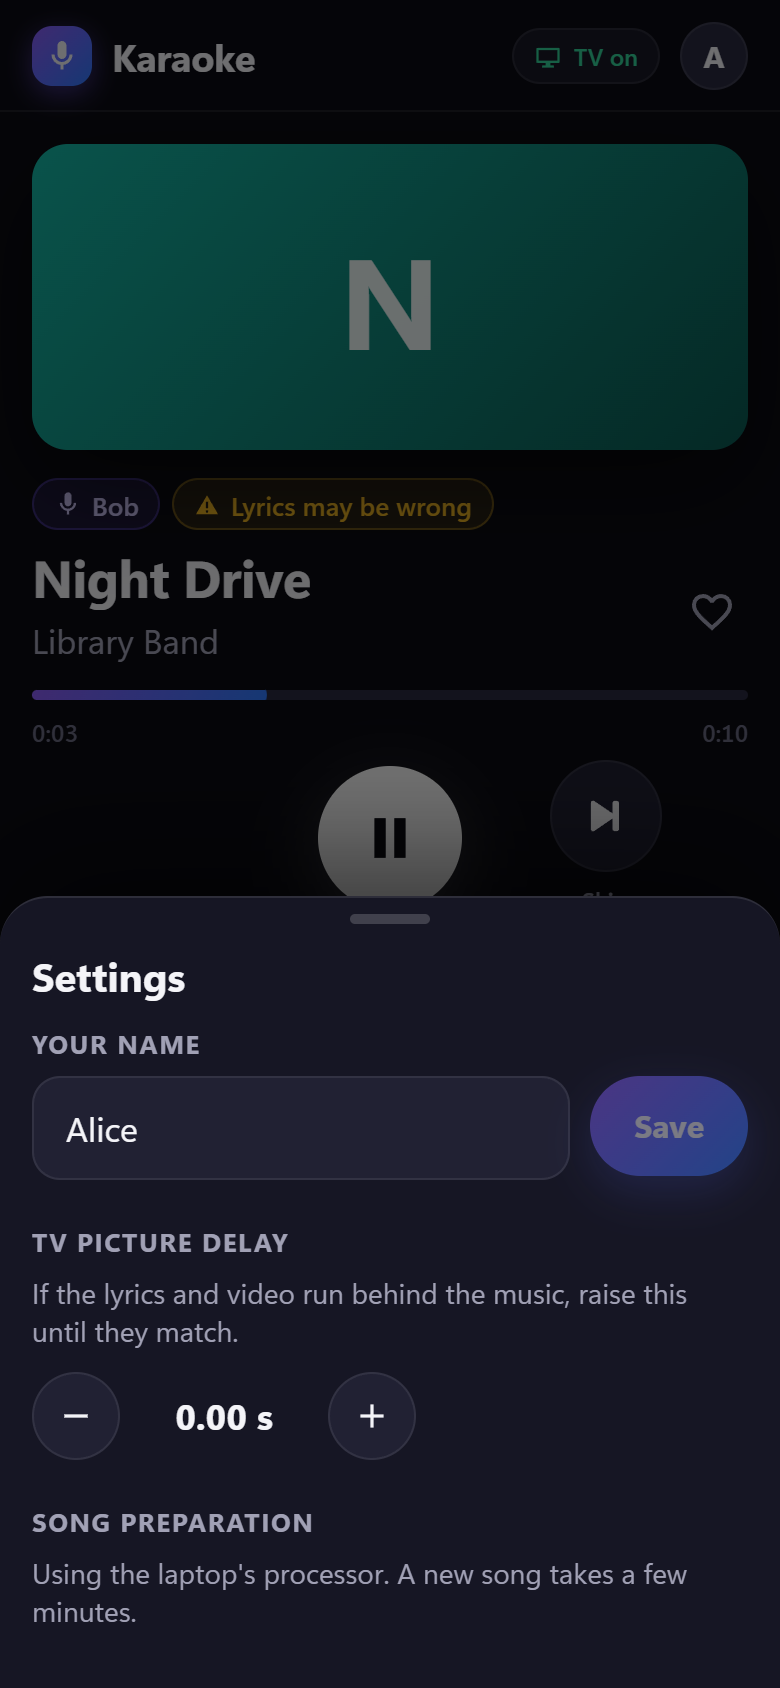 Karaoke
TV on
A
N
Bob
Lyrics may be wrong
Night Drive
Library Band
0:03
0:10
Settings
YOUR NAME
Alice
Save
TV PICTURE DELAY
If the lyrics and video run behind the music, raise this
until they match.
0.00 s
SONG PREPARATION
Using the laptop's processor. A new song takes a few
minutes.